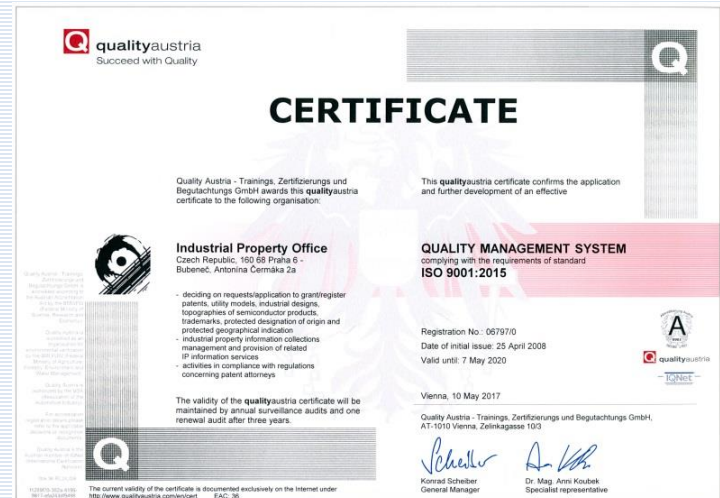 qualityaustria
Succeed with Quality
CERTIFICATE
Quality Austria - Trainings, Zertifizierungs und
Begutachtungs GmbH awards this qualityaustria
certificate to the following organisation:
Industrial Property Office
Czech Republic, 160 68 Praha 6 -
Bubeneč, Antonína Čermáka 2a
- deciding on requests/application to grant/register
patents, utility models, industrial designs,
topographies of semiconductor products,
trademarks, protected designation of origin and
protected geographical indication
- industrial property information collections
management and provision of related
IP information services
- activities in compliance with regulations
concerning patent attorneys
The validity of the qualityaustria certificate will be
maintained by annual surveillance audits and one
renewal audit after three years.
This qualityaustria certificate confirms the application
and further development of an effective
QUALITY MANAGEMENT SYSTEM
complying with the requirements of standard
ISO 9001:2015
Registration No.: 06797/0
Date of initial issue: 25 April 2008
Valid until: 7 May 2020
qualityaustria
IQNet
Vienna, 10 May 2017
Quality Austria - Trainings, Zertifizierungs und Begutachtungs GmbH,
AT-1010 Vienna, Zelinkagasse 10/3
Konrad Scheiber
General Manager
Dr. Mag. Anni Koubek
Specialist representative
The current validity of the certificate is documented exclusively on the Internet under
http://www.qualityaustria.com/en/cert EAC: 36